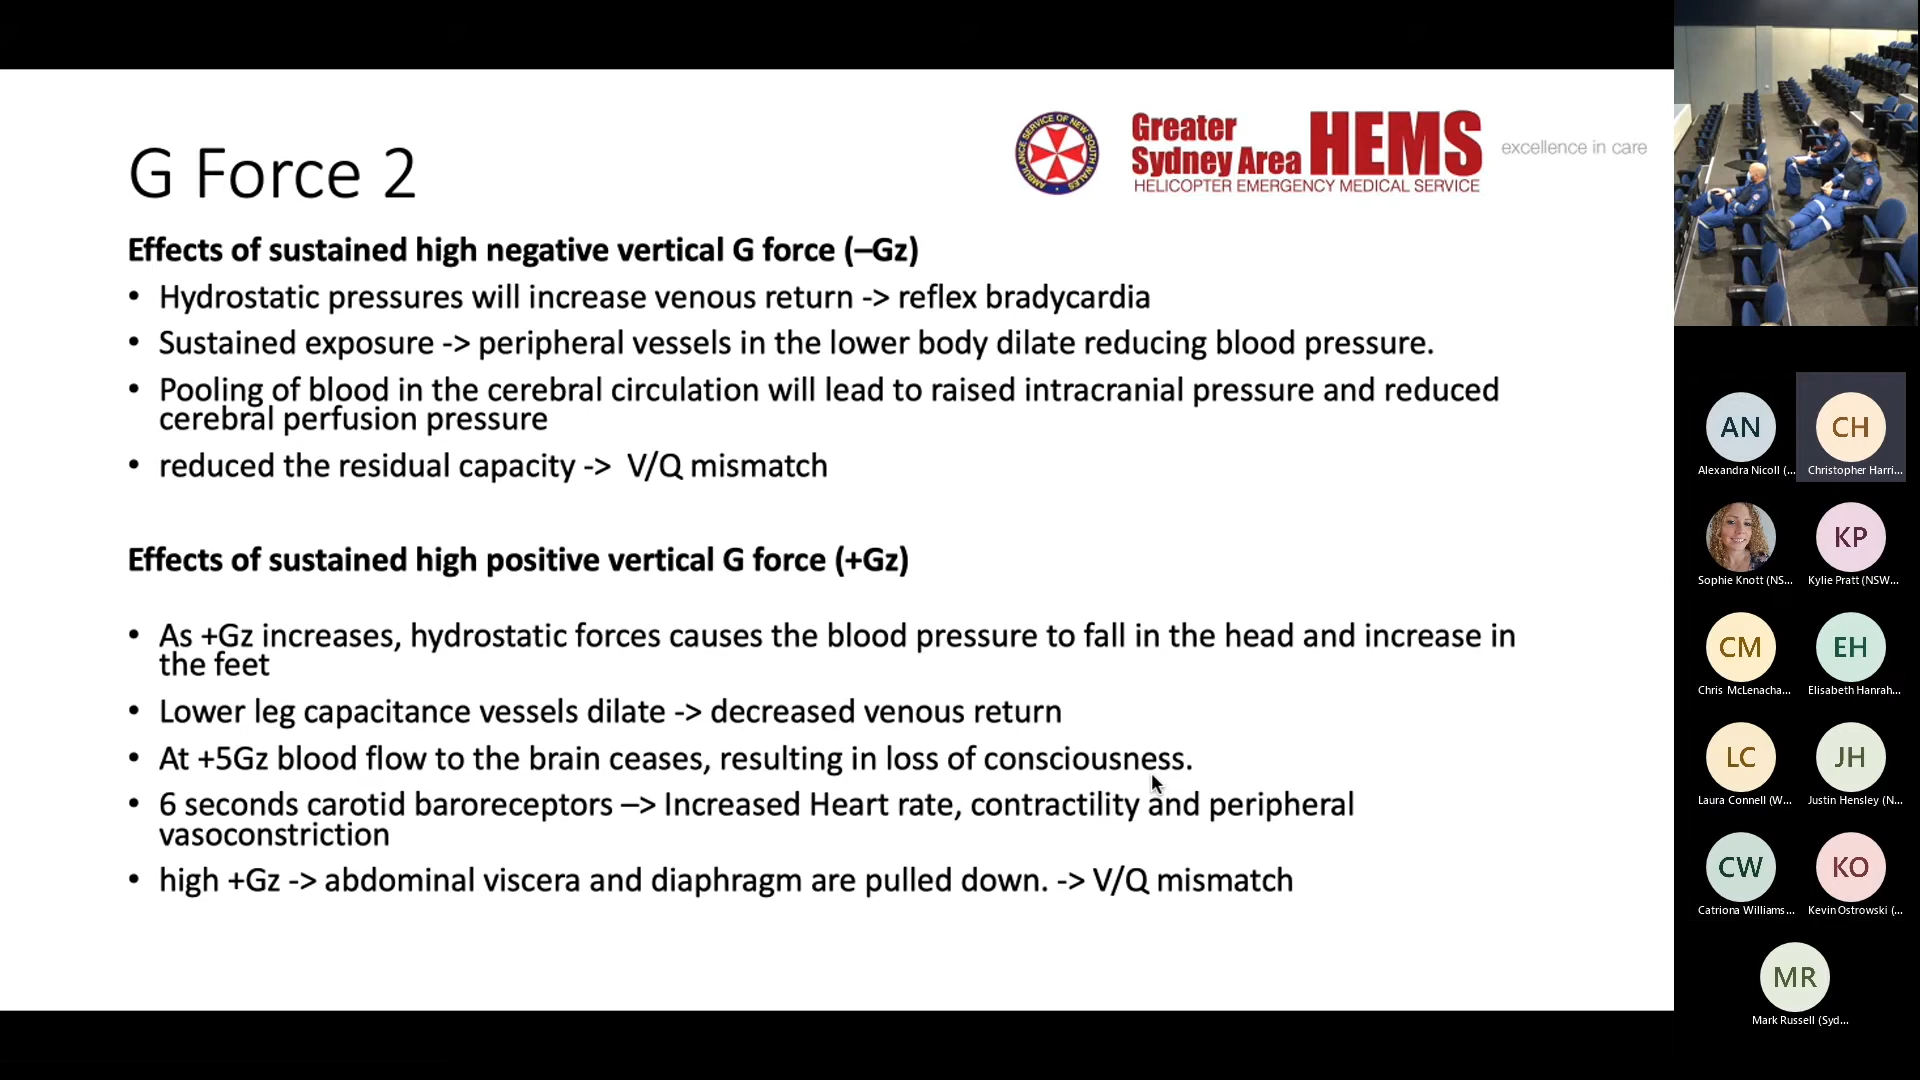 G Force 2
AMBULANCE SERVICE OF NEW SOUTH WALES
Greater
Sydney Area HEMS
HELICOPTER EMERGENCY MEDICAL SERVICE
excellence in care
Effects of sustained high negative vertical G force (–Gz)
• Hydrostatic pressures will increase venous return -> reflex bradycardia
• Sustained exposure -> peripheral vessels in the lower body dilate reducing blood pressure.
• Pooling of blood in the cerebral circulation will lead to raised intracranial pressure and reduced
cerebral perfusion pressure
• reduced the residual capacity -> V/Q mismatch
Effects of sustained high positive vertical G force (+Gz)
• As +Gz increases, hydrostatic forces causes the blood pressure to fall in the head and increase in
the feet
• Lower leg capacitance vessels dilate -> decreased venous return
• At +5Gz blood flow to the brain ceases, resulting in loss of consciousness.
• 6 seconds carotid baroreceptors –> Increased Heart rate, contractility and peripheral
vasoconstriction
• high +Gz -> abdominal viscera and diaphragm are pulled down. -> V/Q mismatch
AN
Alexandra Nicoll (...
CH
Christopher Harri...
Sophie Knott (NS...
KP
Kylie Pratt (NSW...
CM
Chris McLenacha...
EH
Elisabeth Hanrah...
LC
Laura Connell (W...
JH
Justin Hensley (N...
CW
Catriona Williams...
KO
Kevin Ostrowski (...
MR
Mark Russell (Syd...